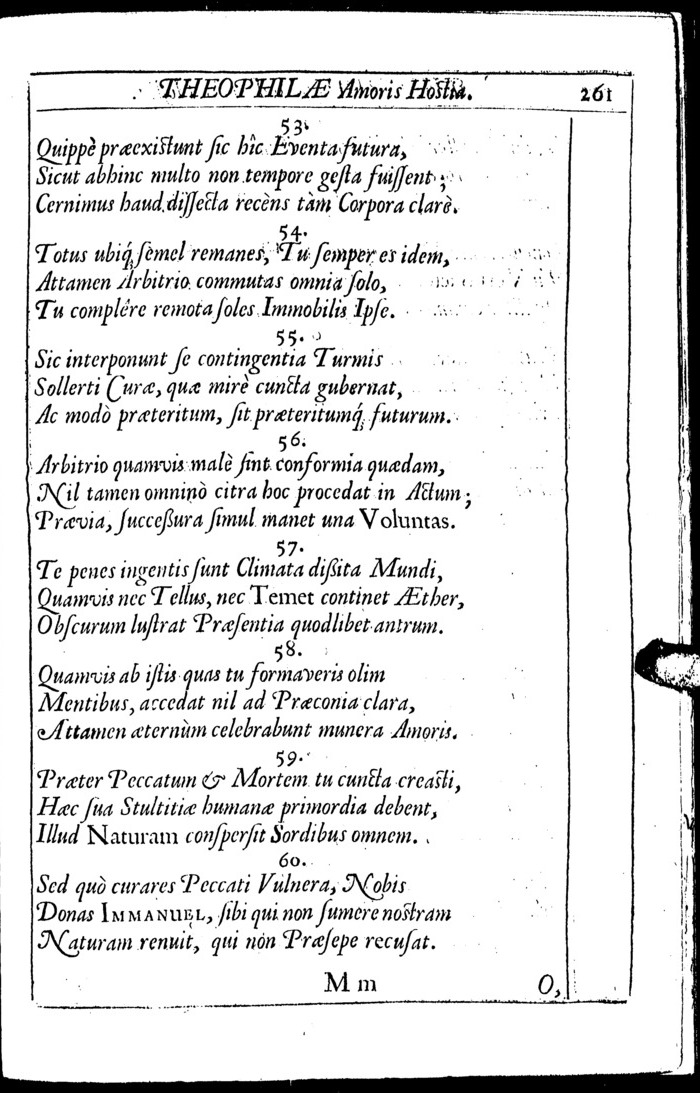 THEOPHILÆ Amoris Hostia. 261
53.
Quippè præexistunt sic hîc Eventa futura,
Sicut abhinc multo non tempore gesta fuissent;
Cernimus haud dissecta recèns tàm Corpora clarè.
54.
Totus ubiq́; sèmel remanes, Tu semper es idem,
Attamen Arbitrio commutas omnia solo,
Tu complêre remota soles Immobilis Ipse.
55.
Sic interponunt se contingentia Turmis
Sollerti Curæ, quæ mirè cuncta gubernat,
Ac modò præteritum, sit præteritumq́; futurum.
56.
Arbitrio quamvis malè sint conformia quædam,
Nil tamen omninò citra hoc procedat in Actum;
Prævia, successura simul manet una Voluntas.
57.
Te penes ingentis sunt Climata dissita Mundi,
Quamvis nec Tellus, nec Temet continet Æther,
Obscurum lustrat Præsentia quodlibet antrum.
58.
Quamvis ab istis quas tu formaveris olim
Mentibus, accedat nil ad Præconia clara,
Attamen æternùm celebrabunt munera Amoris.
59.
Præter Peccatum & Mortem tu cuncta creasti,
Hæc sua Stultitiæ humanæ primordia debent,
Illud Naturam conspersit Sordibus omnem.
60.
Sed quò curares Peccati Vulnera, Nobis
Donas IMMANUEL, sibi qui non sumere nostram
Naturam renuit, qui nòn Præsepe recusat.
M m O,